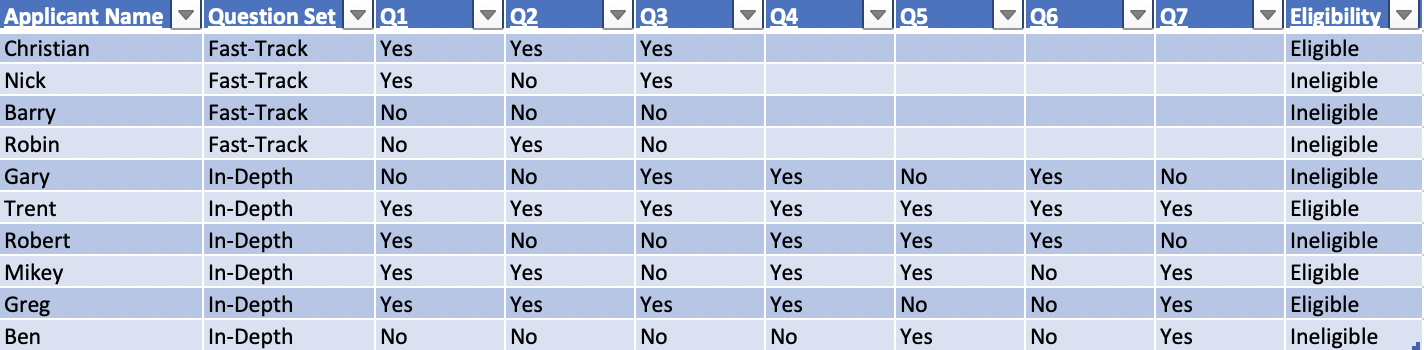 Applicant Name Question Set Q1 Q2 Q3 Q4 Q5 Q6 Q7 Eligibility
Christian Fast-Track Yes Yes Yes Eligible
Nick Fast-Track Yes No Yes Ineligible
Barry Fast-Track No No No Ineligible
Robin Fast-Track No Yes No Ineligible
Gary In-Depth No No Yes Yes No Yes No Ineligible
Trent In-Depth Yes Yes Yes Yes Yes Yes Yes Eligible
Robert In-Depth Yes No No Yes Yes Yes No Ineligible
Mikey In-Depth Yes Yes No Yes Yes No Yes Eligible
Greg In-Depth Yes Yes Yes Yes No No Yes Eligible
Ben In-Depth No No No No Yes No Yes Ineligible